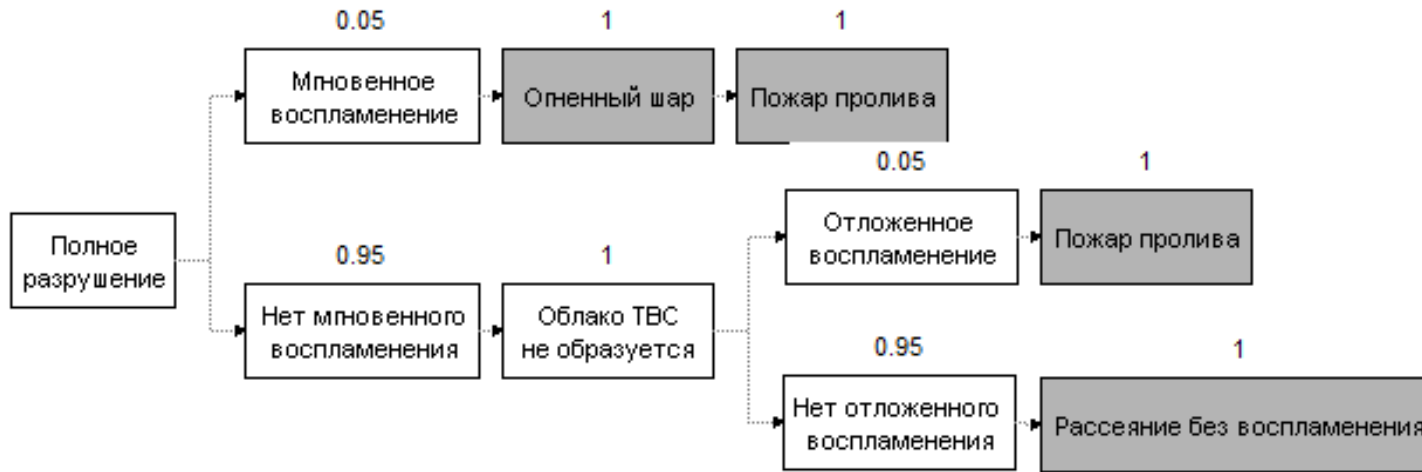 0.05 1 1
Мгновенное
воспламенение
Огненный шар
Пожар пролива
0.05 1
Полное
разрушение
Отложенное
воспламенение
Пожар пролива
0.95 1
Нет мгновенного
воспламенения
Облако ТВС
не образуется
0.95 1
Нет отложенного
воспламенения
Рассеяние без воспламенения